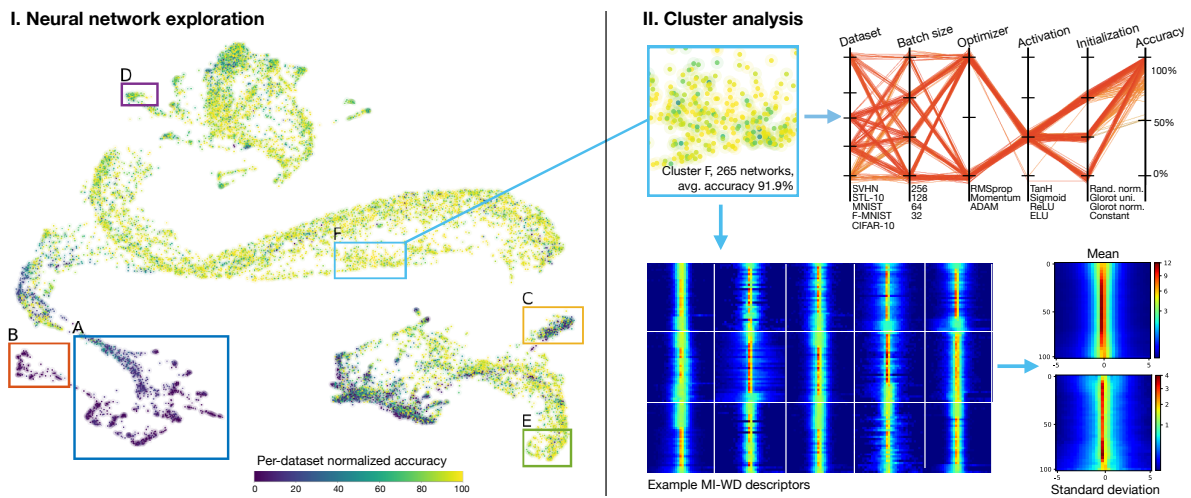 I. Neural network exploration
D
F
C
B
A
E
Per-dataset normalized accuracy
0 20 40 60 80 100
II. Cluster analysis
Cluster F, 265 networks,
avg. accuracy 91.9%
Dataset Batch size Optimizer Activation Initialization Accuracy
100%
50%
0%
SVHN 256 RMSprop TanH Rand. norm.
STL-10 128 Momentum Sigmoid Glorot uni.
MNIST 64 ADAM ReLU Glorot norm.
F-MNIST 32 ELU Constant
CIFAR-10
Example MI-WD descriptors
Mean
0
50
100
-5 0 5
12
9
6
3
0
50
100
-5 0 5
4
3
2
1
Standard deviation